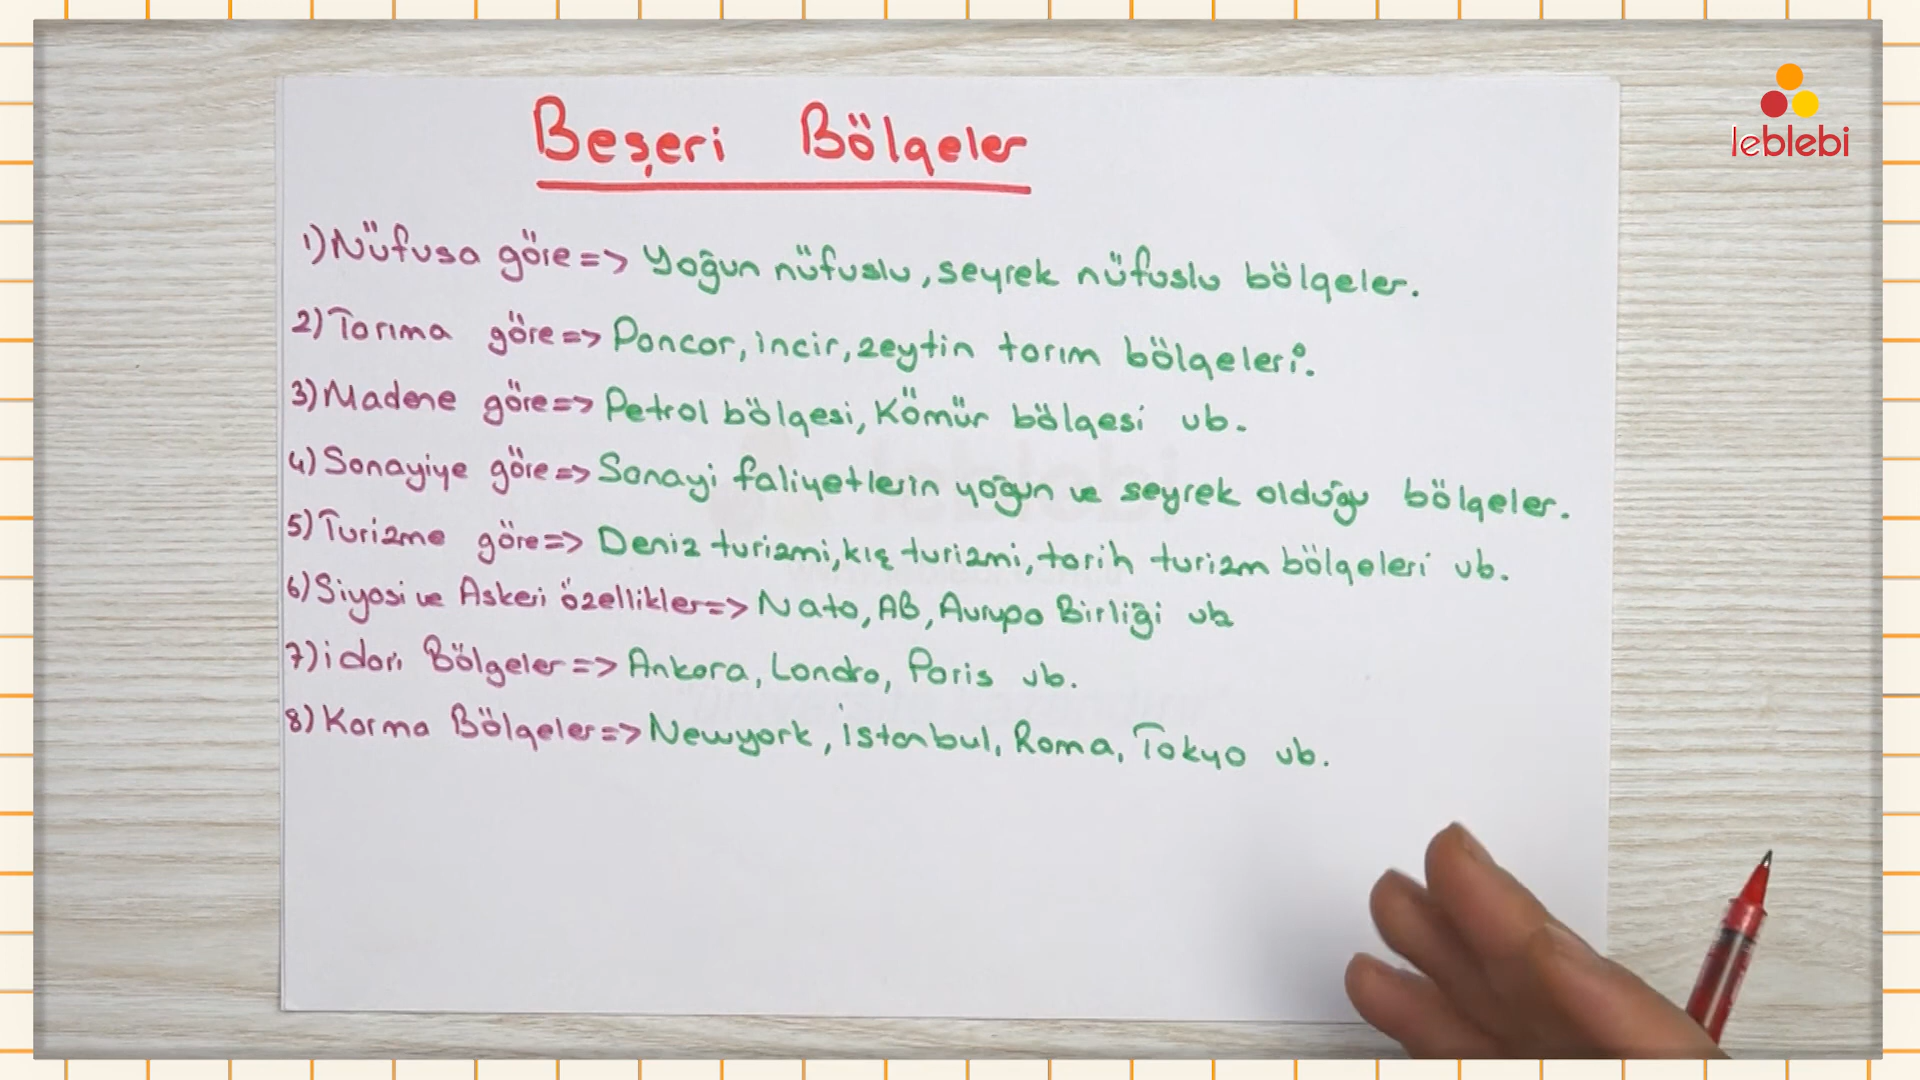 leblebi
Beşeri Bölgeler
1) Nüfusa göre => Yoğun nüfuslu, seyrek nüfuslu bölgeler.
2) Tarıma göre => Pancar, incir, zeytin tarım bölgeleri.
3) Madene göre => Petrol bölgesi, Kömür bölgesi vb.
4) Sanayiye göre => Sanayi faliyetlerin yoğun ve seyrek olduğu bölgeler.
5) Turizme göre => Deniz turizmi, kış turizmi, tarih turizm bölgeleri vb.
6) Siyasi ve Askeri özellikler => Nato, AB, Avrupa Birliği vb
7) idari Bölgeler => Ankara, Londra, Paris vb.
8) Karma Bölgeler => Newyork, İstanbul, Roma, Tokyo vb.